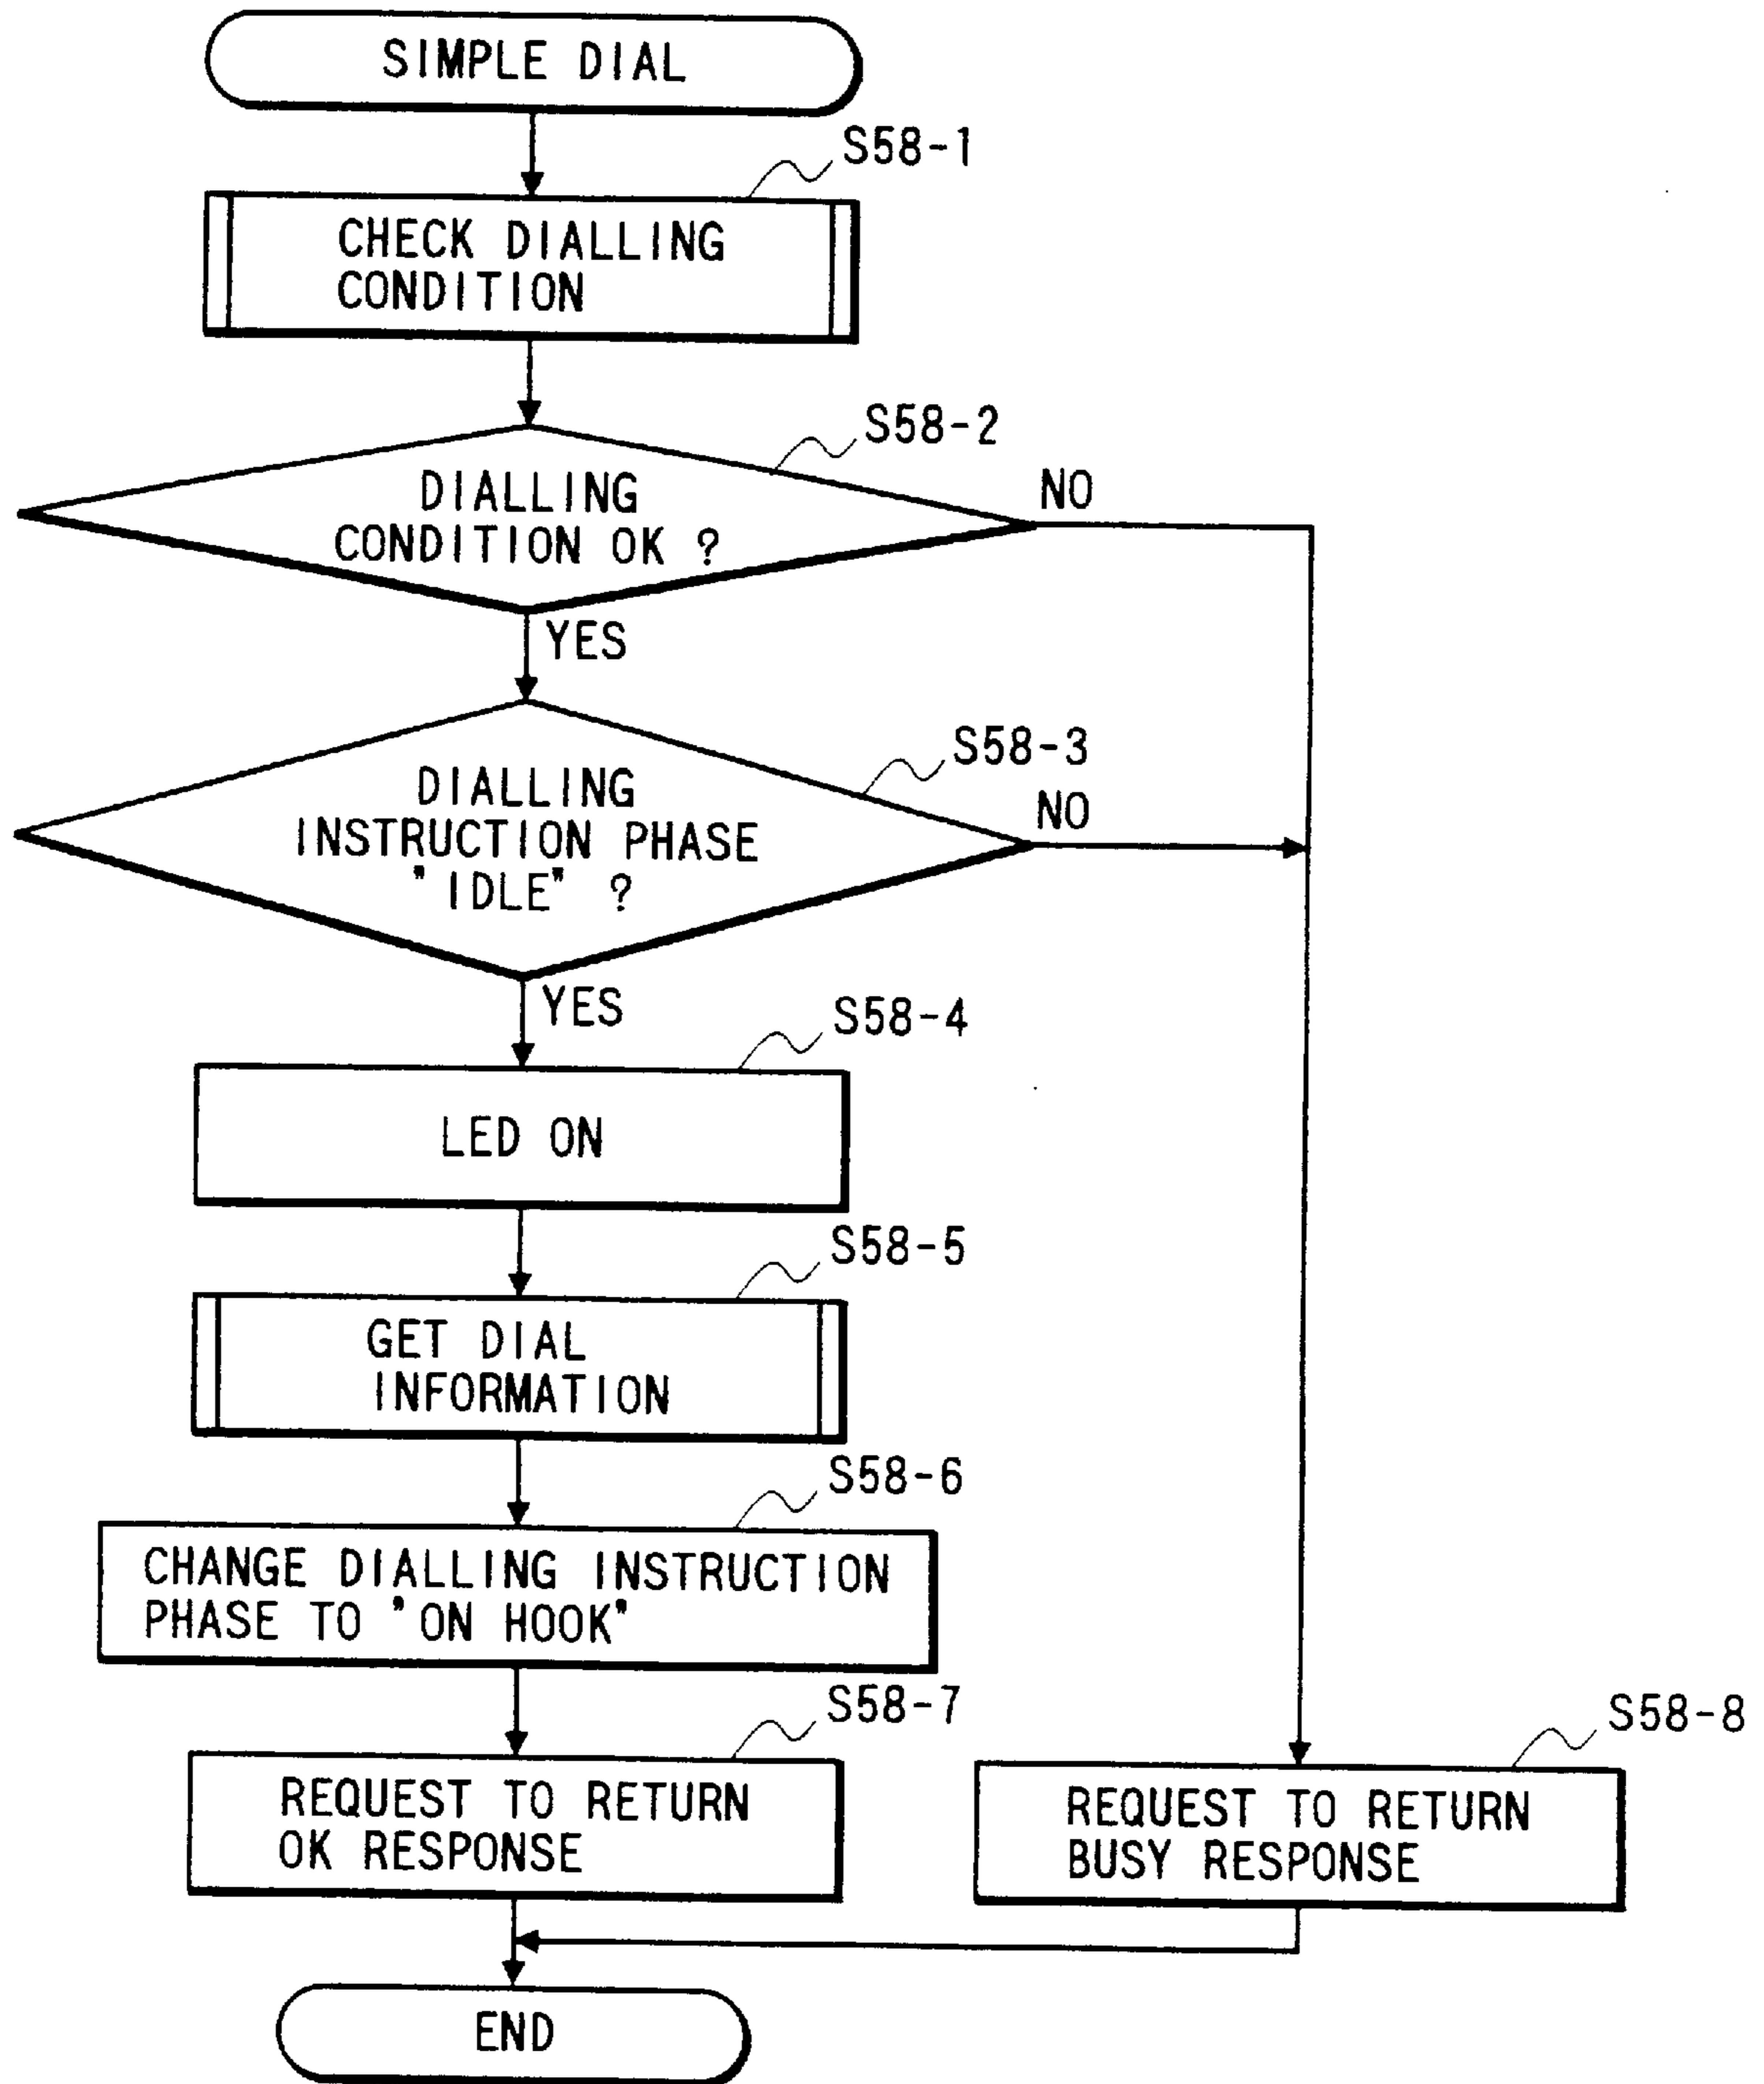 SIMPLE DIAL
S58-1
CHECK DIALLING
CONDITION
S58-2
DIALLING
CONDITION OK ?
NO
YES
S58-3
DIALLING
INSTRUCTION PHASE
"IDLE" ?
NO
YES
S58-4
LED ON
S58-5
GET DIAL
INFORMATION
S58-6
CHANGE DIALLING INSTRUCTION
PHASE TO "ON HOOK"
S58-7
REQUEST TO RETURN
OK RESPONSE
S58-8
REQUEST TO RETURN
BUSY RESPONSE
END